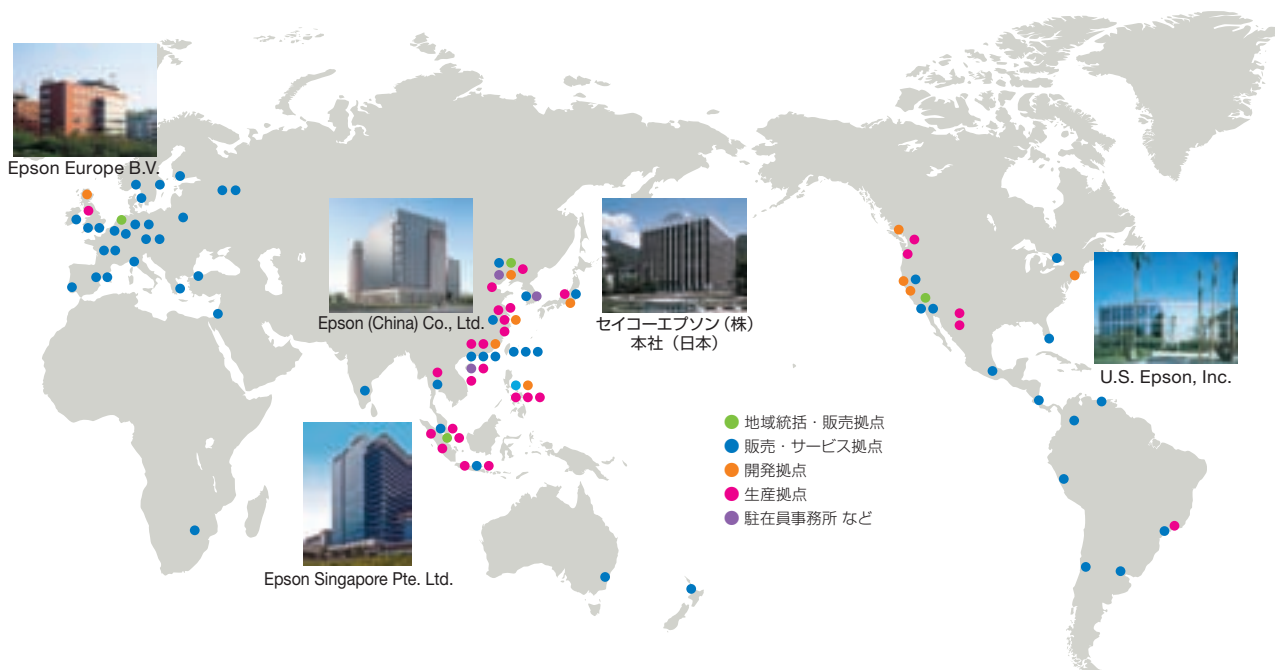 Epson Europe B.V.
Epson (China) Co., Ltd.
セイコーエプソン（株）
本社（日本）
U.S. Epson, Inc.
Epson Singapore Pte. Ltd.
地域統括・販売拠点
販売・サービス拠点
開発拠点
生産拠点
駐在員事務所 など